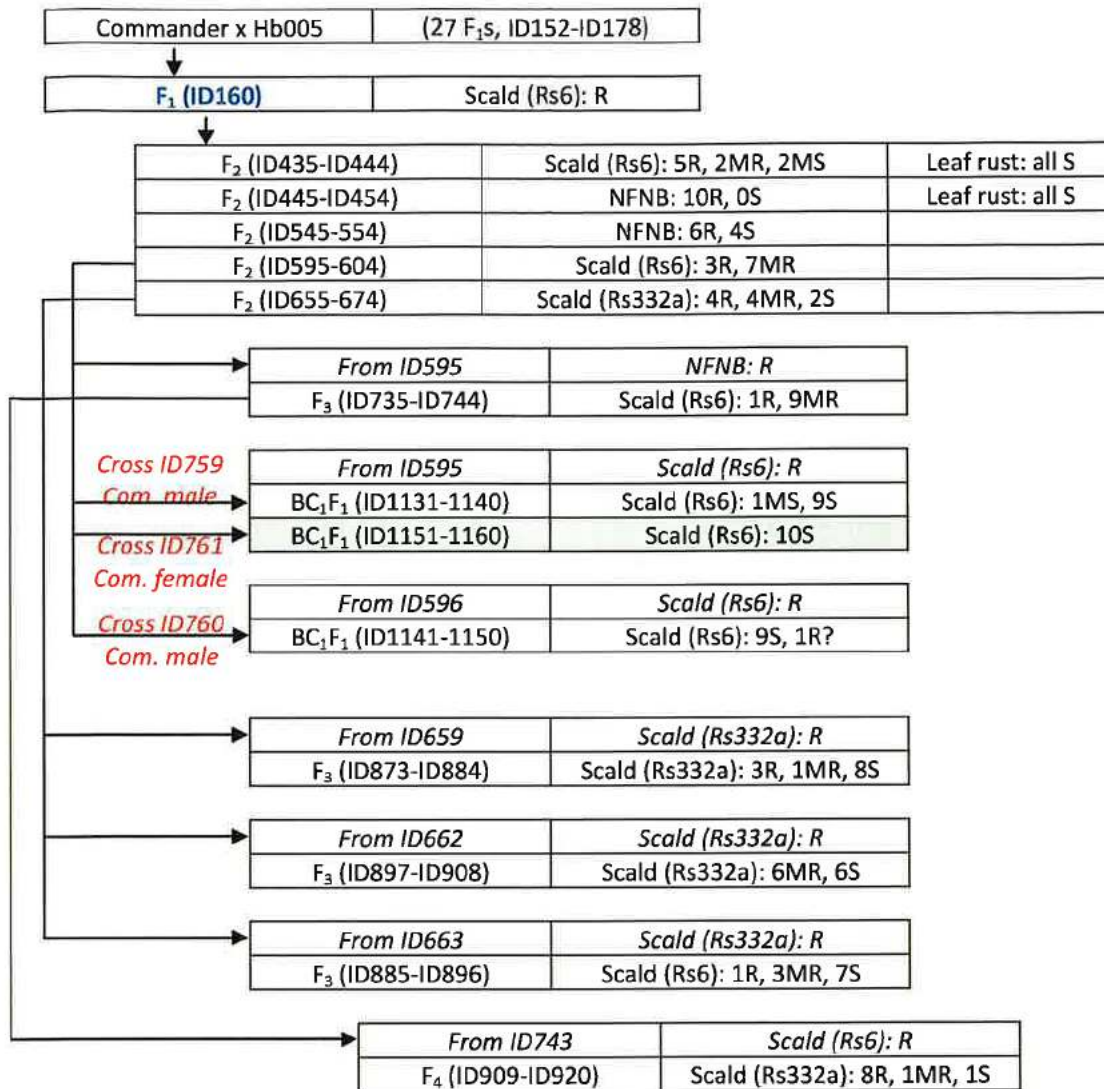 Commander x Hb005 (27 F₁s, ID152-ID178)
F₁ (ID160) Scald (Rs6): R
F₂ (ID435-ID444) Scald (Rs6): 5R, 2MR, 2MS Leaf rust: all S
F₂ (ID445-ID454) NFNB: 10R, 0S Leaf rust: all S
F₂ (ID545-554) NFNB: 6R, 4S
F₂ (ID595-604) Scald (Rs6): 3R, 7MR
F₂ (ID655-674) Scald (Rs332a): 4R, 4MR, 2S
From ID595 NFNB: R
F₃ (ID735-ID744) Scald (Rs6): 1R, 9MR
Cross ID759
Com. male
From ID595 Scald (Rs6): R
BC₁F₁ (ID1131-1140) Scald (Rs6): 1MS, 9S
BC₁F₁ (ID1151-1160) Scald (Rs6): 10S
Cross ID761
Com. female
Cross ID760
Com. male
From ID596 Scald (Rs6): R
BC₁F₁ (ID1141-1150) Scald (Rs6): 9S, 1R?
From ID659 Scald (Rs332a): R
F₃ (ID873-ID884) Scald (Rs332a): 3R, 1MR, 8S
From ID662 Scald (Rs332a): R
F₃ (ID897-ID908) Scald (Rs332a): 6MR, 6S
From ID663 Scald (Rs332a): R
F₃ (ID885-ID896) Scald (Rs6): 1R, 3MR, 7S
From ID743 Scald (Rs6): R
F₄ (ID909-ID920) Scald (Rs332a): 8R, 1MR, 1S